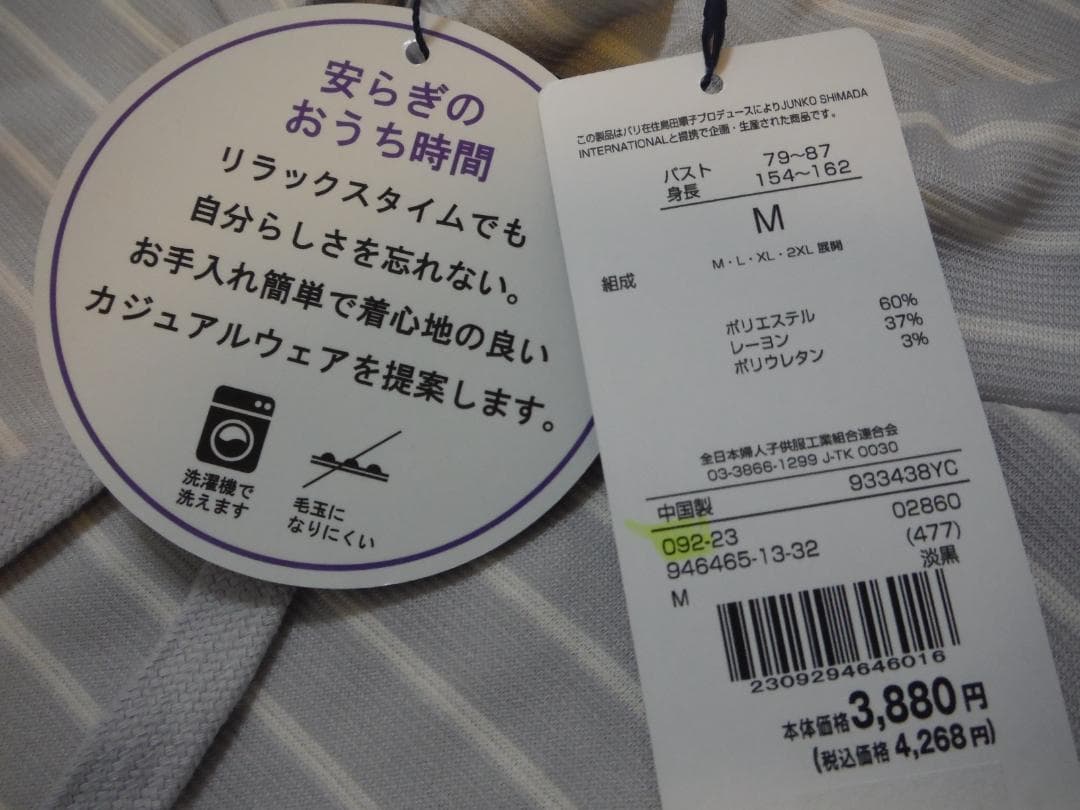 安らぎの
おうち時間
リラックスタイムでも
自分らしさを忘れない。
お手入れ簡単で着心地の良い
カジュアルウェアを提案します。
洗濯機で
洗えます
毛玉に
なりにくい
この製品はパリ在住島田順子プロデュースによりJUNKO SHIMADA
INTERNATIONALと提携で企画・生産された商品です。
バスト 79~87
身長 154~162
M
M・L・XL・2XL 展開
組成
ポリエステル 60%
レーヨン 37%
ポリウレタン 3%
全日本婦人子供服工業組合連合会
03-3866-1299 J-TK 0030
933438YC
中国製 02860
092-23 (477)
946465-13-32 淡黒
M
2309294646016
本体価格3,880円
(税込価格 4,268円)